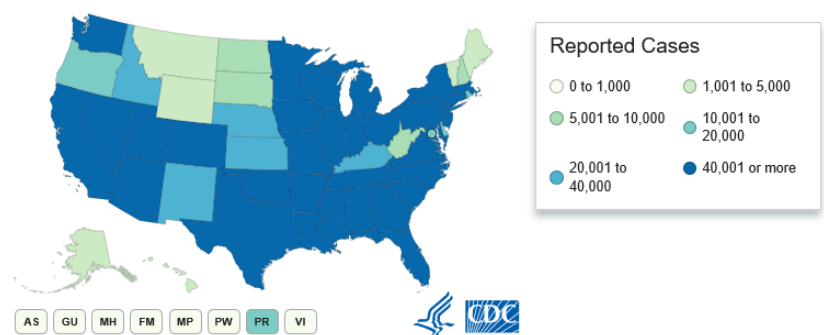 Reported Cases
0 to 1,000
1,001 to 5,000
5,001 to 10,000
10,001 to
20,000
20,001 to
40,000
40,001 or more
AS
GU
MH
FM
MP
PW
PR
VI
CDC